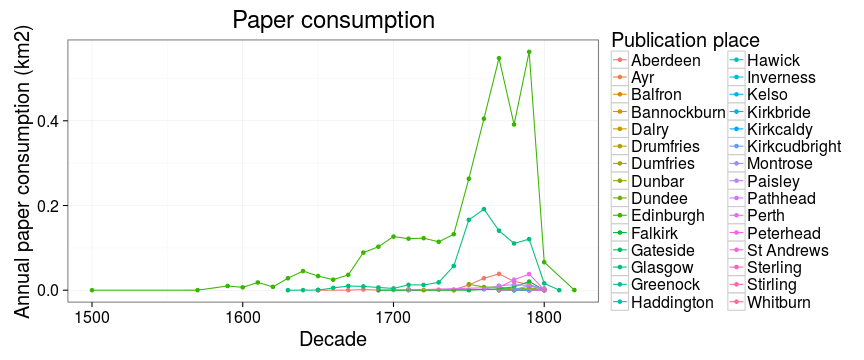 Paper consumption
Annual paper consumption (km2)
0.4
0.2
0.0
1500
1600
1700
1800
Decade
Publication place
Aberdeen
Ayr
Balfron
Bannockburn
Dalry
Drumfries
Dumfries
Dunbar
Dundee
Edinburgh
Falkirk
Gateside
Glasgow
Greenock
Haddington
Hawick
Inverness
Kelso
Kirkbride
Kirkcaldy
Kirkcudbright
Montrose
Paisley
Pathhead
Perth
Peterhead
St Andrews
Sterling
Stirling
Whitburn